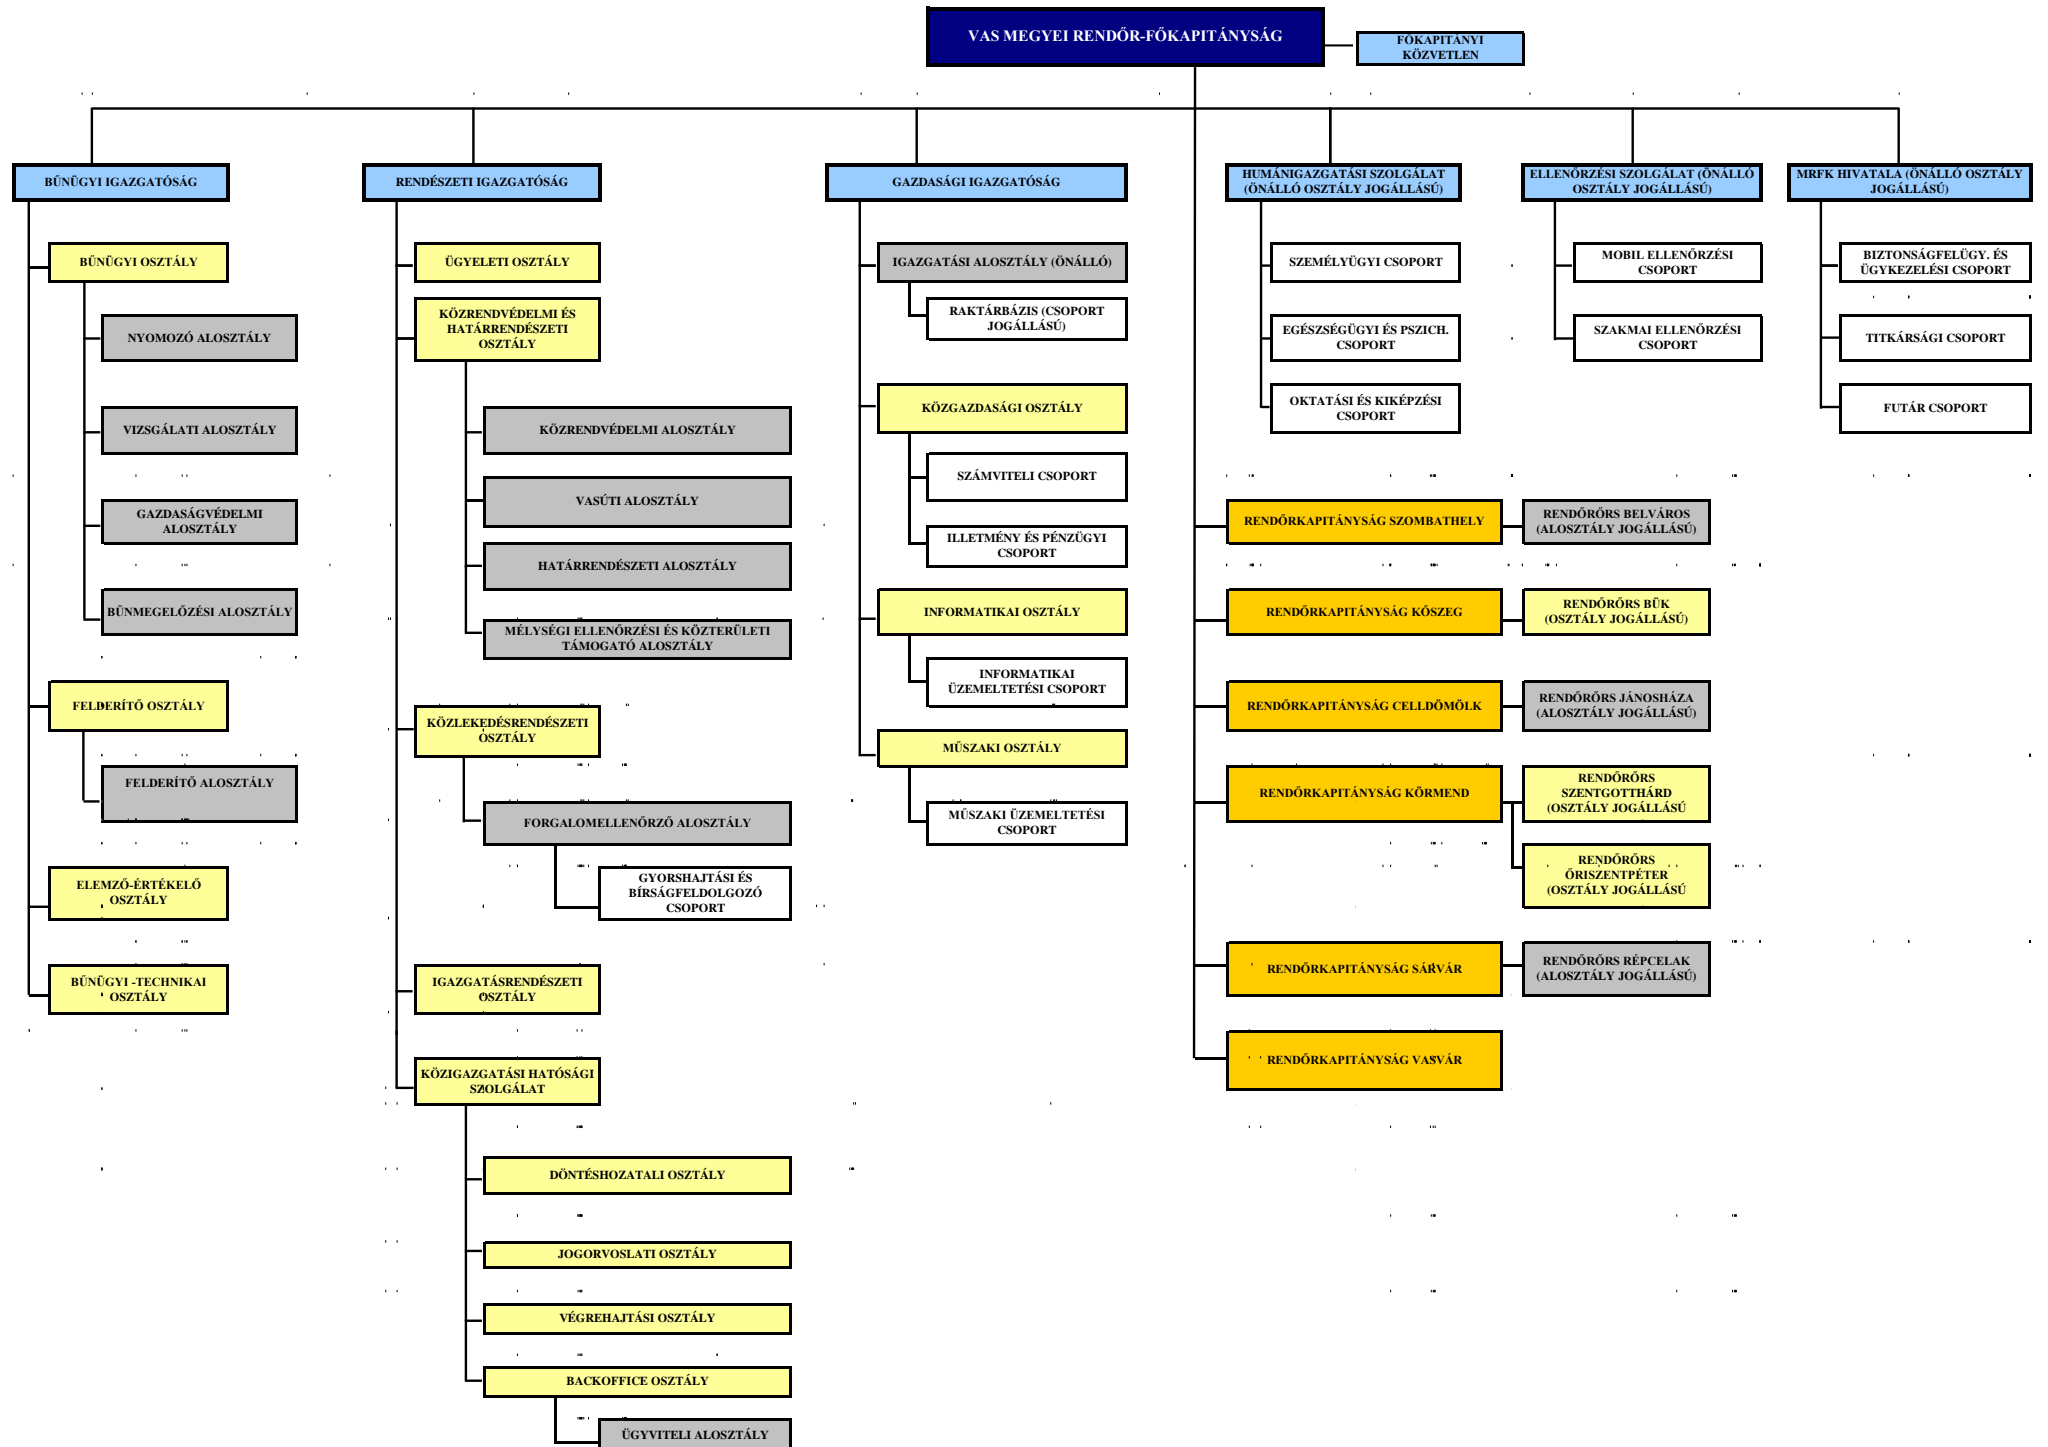 VAS MEGYEI RENDŐR-FŐKAPITÁNYSÁG
FŐKAPITÁNYI
KÖZVETLEN
BŰNÜGYI IGAZGATÓSÁG
BŰNÜGYI OSZTÁLY
NYOMOZÓ ALOSZTÁLY
VIZSGÁLATI ALOSZTÁLY
GAZDASÁGVÉDELMI
ALOSZTÁLY
BŰNMEGELŐZÉSI ALOSZTÁLY
FELDERÍTŐ OSZTÁLY
FELDERÍTŐ ALOSZTÁLY
ELEMZŐ-ÉRTÉKELŐ
OSZTÁLY
BŰNÜGYI -TECHNIKAI
OSZTÁLY
RENDÉSZETI IGAZGATÓSÁG
ÜGYELETI OSZTÁLY
KÖZRENDVÉDELMI ÉS
HATÁRRENDÉSZETI
OSZTÁLY
KÖZRENDVÉDELMI ALOSZTÁLY
VASÚTI ALOSZTÁLY
HATÁRRENDÉSZETI ALOSZTÁLY
MÉLYSÉGI ELLENŐRZÉSI ÉS KÖZTERÜLETI
TÁMOGATÓ ALOSZTÁLY
KÖZLEKEDÉSRENDÉSZETI
OSZTÁLY
FORGALOMELLENŐRZŐ ALOSZTÁLY
GYORSHAJTÁSI ÉS
BÍRSÁGFELDOLGOZÓ
CSOPORT
IGAZGATÁSRENDÉSZETI
OSZTÁLY
KÖZIGAZGATÁSI HATÓSÁGI
SZOLGÁLAT
DÖNTÉSHOZATALI OSZTÁLY
JOGORVOSLATI OSZTÁLY
VÉGREHAJTÁSI OSZTÁLY
BACKOFFICE OSZTÁLY
ÜGYVITELI ALOSZTÁLY
GAZDASÁGI IGAZGATÓSÁG
IGAZGATÁSI ALOSZTÁLY (ÖNÁLLÓ)
RAKTÁRBÁZIS (CSOPORT
JOGÁLLÁSÚ)
KÖZGAZDASÁGI OSZTÁLY
SZÁMVITELI CSOPORT
ILLETMÉNY ÉS PÉNZÜGYI
CSOPORT
INFORMATIKAI OSZTÁLY
INFORMATIKAI
ÜZEMELTETÉSI CSOPORT
MŰSZAKI OSZTÁLY
MŰSZAKI ÜZEMELTETÉSI
CSOPORT
HUMÁNIGAZGATÁSI SZOLGÁLAT
(ÖNÁLLÓ OSZTÁLY JOGÁLLÁSÚ)
SZEMÉLYÜGYI CSOPORT
EGÉSZSÉGÜGYI ÉS PSZICH.
CSOPORT
OKTATÁSI ÉS KIKÉPZÉSI
CSOPORT
ELLENŐRZÉSI SZOLGÁLAT (ÖNÁLLÓ
OSZTÁLY JOGÁLLÁSÚ)
MOBIL ELLENŐRZÉSI
CSOPORT
SZAKMAI ELLENŐRZÉSI
CSOPORT
MRFK HIVATALA (ÖNÁLLÓ OSZTÁLY
JOGÁLLÁSÚ)
BIZTONSÁGFELÜGY. ÉS
ÜGYKEZELÉSI CSOPORT
TITKÁRSÁGI CSOPORT
FUTÁR CSOPORT
RENDŐRKAPITÁNYSÁG SZOMBATHELY
RENDŐRŐRS BELVÁROS
(ALOSZTÁLY JOGÁLLÁSÚ)
RENDŐRKAPITÁNYSÁG KŐSZEG
RENDŐRŐRS BÜK
(OSZTÁLY JOGÁLLÁSÚ)
RENDŐRKAPITÁNYSÁG CELLDÖMÖLK
RENDŐRŐRS JÁNOSHÁZA
(ALOSZTÁLY JOGÁLLÁSÚ)
RENDŐRKAPITÁNYSÁG KÖRMEND
RENDŐRŐRS
SZENTGOTTHÁRD
(OSZTÁLY JOGÁLLÁSÚ
RENDŐRŐRS
ŐRISZENTPÉTER
(OSZTÁLY JOGÁLLÁSÚ
RENDŐRKAPITÁNYSÁG SÁRVÁR
RENDŐRŐRS RÉPCELAK
(ALOSZTÁLY JOGÁLLÁSÚ)
RENDŐRKAPITÁNYSÁG VASVÁR